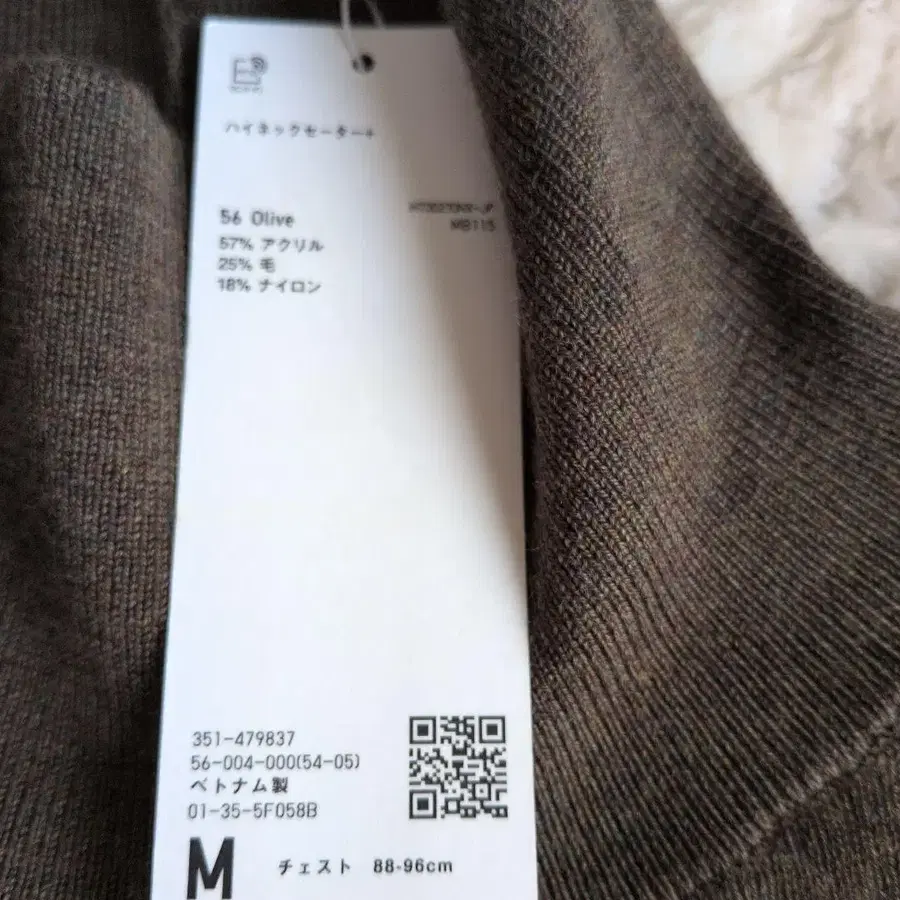 ハイネックセーター+
56 Olive
57% アクリル
25% 毛
18% ナイロン
MB115
351-479837
56-004-000(54-05)
ベトナム製
01-35-5F058B
M
チェスト 88-96cm